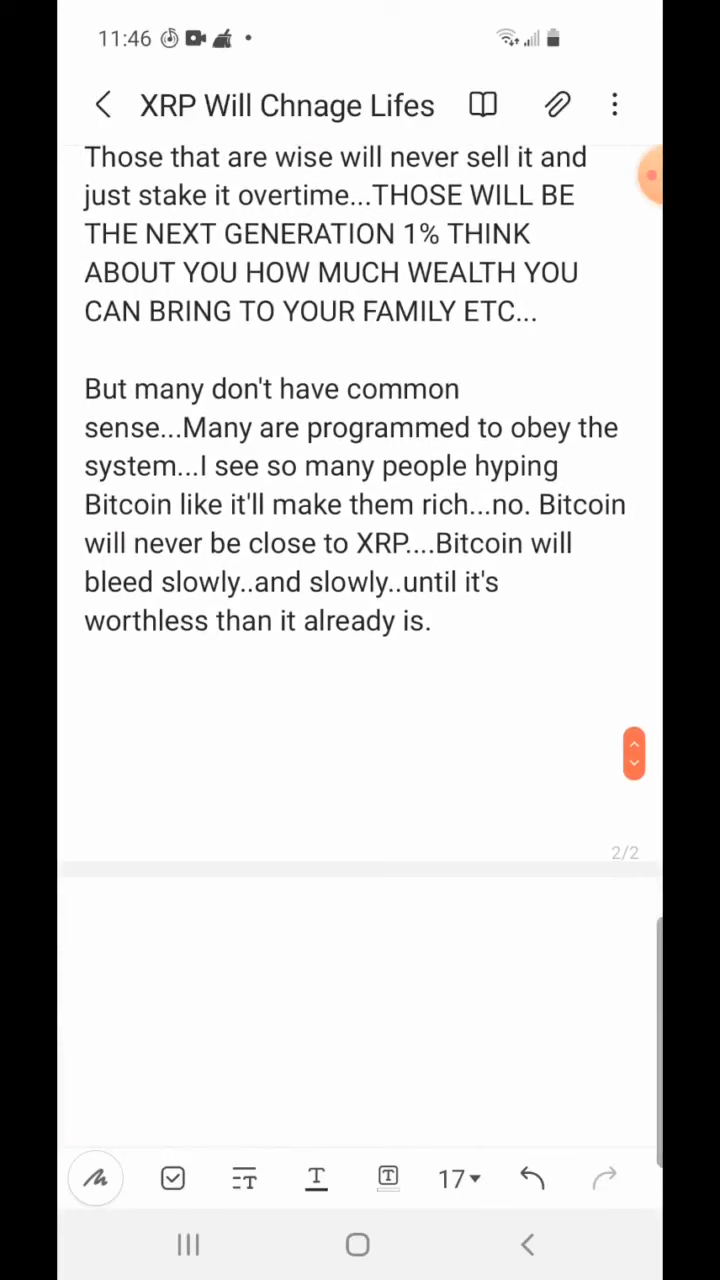 11:46
XRP Will Chnage Lifes
Those that are wise will never sell it and
just stake it overtime...THOSE WILL BE
THE NEXT GENERATION 1% THINK
ABOUT YOU HOW MUCH WEALTH YOU
CAN BRING TO YOUR FAMILY ETC...
But many don't have common
sense...Many are programmed to obey the
system...I see so many people hyping
Bitcoin like it'll make them rich...no. Bitcoin
will never be close to XRP....Bitcoin will
bleed slowly..and slowly..until it's
worthless than it already is.
2/2
17